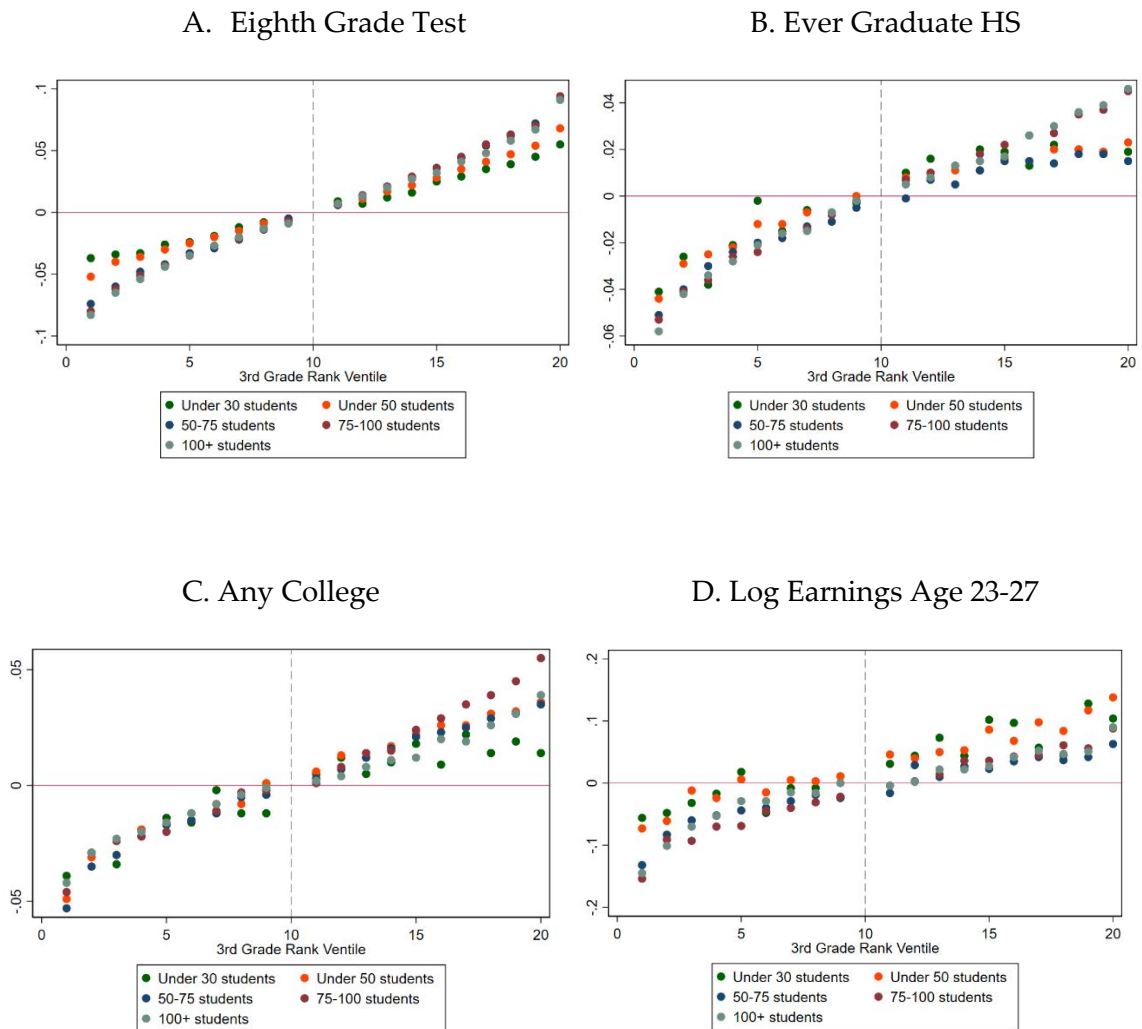 A. Eighth Grade Test
B. Ever Graduate HS
.1
.05
0
-.05
-.1
0 5 10 15 20
3rd Grade Rank Ventile
Under 30 students Under 50 students
50-75 students 75-100 students
100+ students
.04
.02
0
-.02
-.04
-.06
0 5 10 15 20
3rd Grade Rank Ventile
Under 30 students Under 50 students
50-75 students 75-100 students
100+ students
C. Any College
D. Log Earnings Age 23-27
.05
0
-.05
0 5 10 15 20
3rd Grade Rank Ventile
Under 30 students Under 50 students
50-75 students 75-100 students
100+ students
.2
.1
0
-.1
-.2
0 5 10 15 20
3rd Grade Rank Ventile
Under 30 students Under 50 students
50-75 students 75-100 students
100+ students